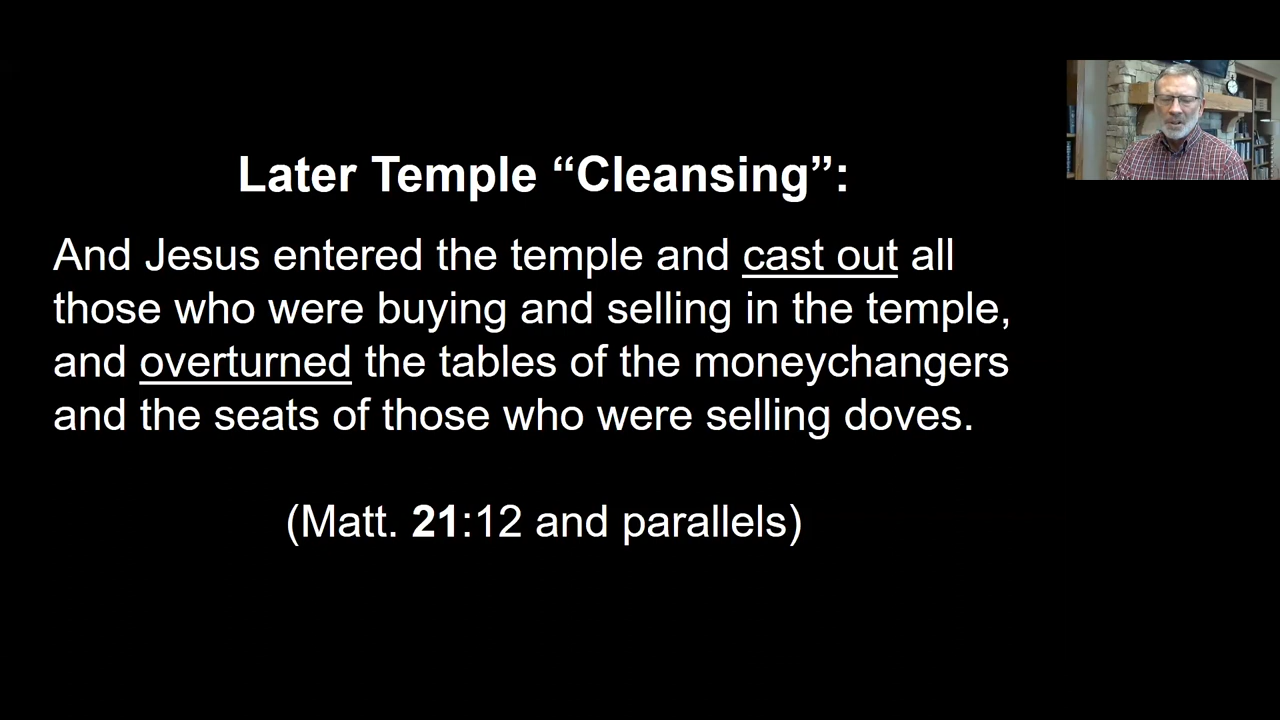 Later Temple “Cleansing”:
And Jesus entered the temple and cast out all
those who were buying and selling in the temple,
and overturned the tables of the moneychangers
and the seats of those who were selling doves.
(Matt. 21:12 and parallels)